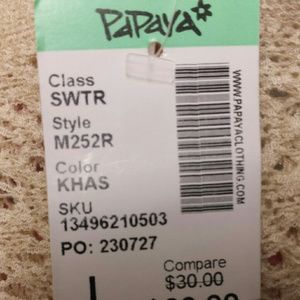 PAPAYA
Class
SWTR
Style
M252R
Color
KHAS
SKU
13496210503
PO: 230727
WWW.PAPAYACLOTHING.COM
Compare
$30.00